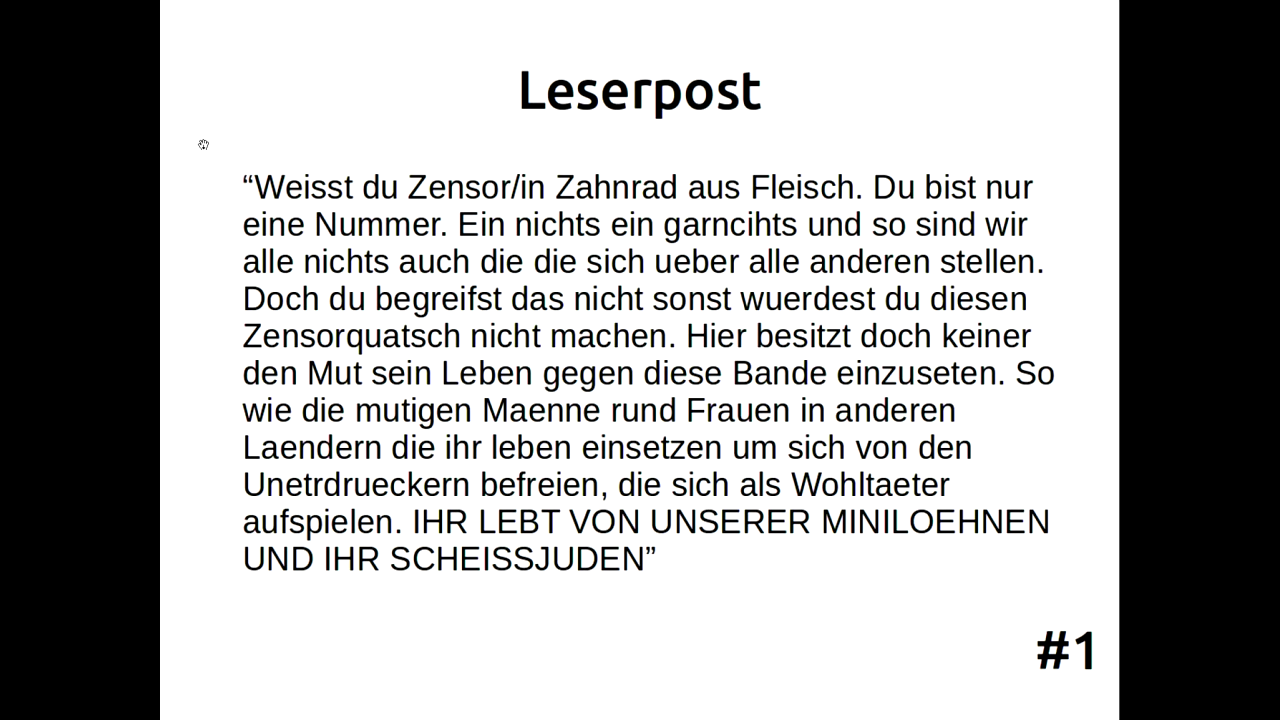 Leserpost
“Weisst du Zensor/in Zahnrad aus Fleisch. Du bist nur
eine Nummer. Ein nichts ein garncihts und so sind wir
alle nichts auch die die sich ueber alle anderen stellen.
Doch du begreifst das nicht sonst wuerdest du diesen
Zensorquatsch nicht machen. Hier besitzt doch keiner
den Mut sein Leben gegen diese Bande einzuseten. So
wie die mutigen Maenne rund Frauen in anderen
Laendern die ihr leben einsetzen um sich von den
Unetrdrueckern befreien, die sich als Wohltaeter
aufspielen. IHR LEBT VON UNSERER MINILOEHNEN
UND IHR SCHEISSJUDEN”
#1